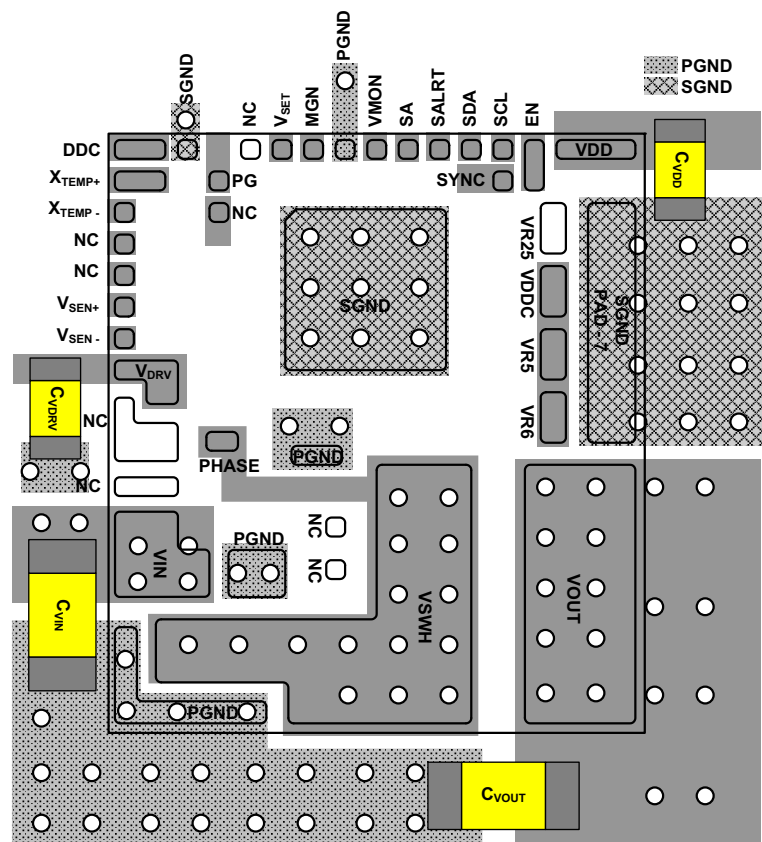 PGND
SGND
SGND
NC
VSET
MGN
PGND
VMON
SA
SALRT
SDA
SCL
EN
DDC
VDD
CVDD
XTEMP+
PG
SYNC
XTEMP -
NC
NC
NC
VSEN+
VSEN -
SGND
VR25
VDDC
VR5
VR6
SGND
PAD - 7
VDRV
CVDRV
NC
PHASE
PGND
NC
NC
NC
PGND
VIN
CVIN
VSWH
VOUT
PGND
CVOUT